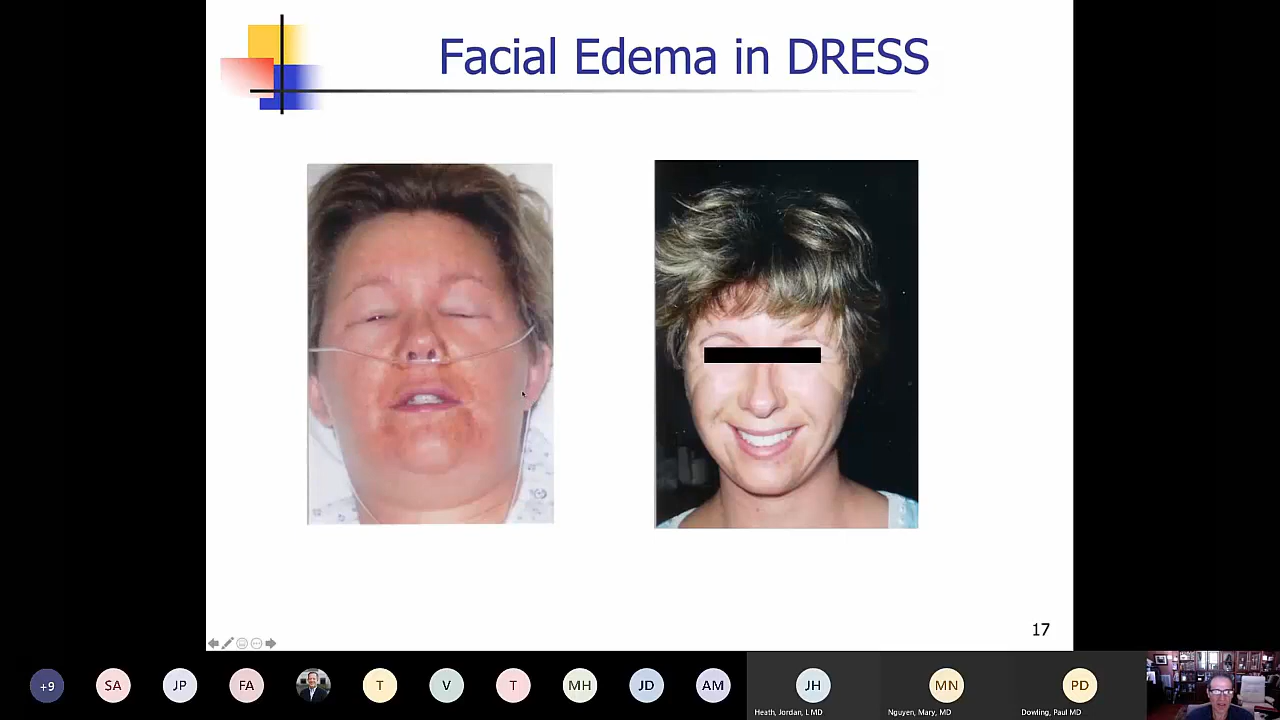 Facial Edema in DRESS
17
+9
SA
JP
FA
T
V
T
MH
JD
AM
JH
MN
PD
Heath, Jordan, L MD
Nguyen, Mary, MD
Dowling, Paul MD